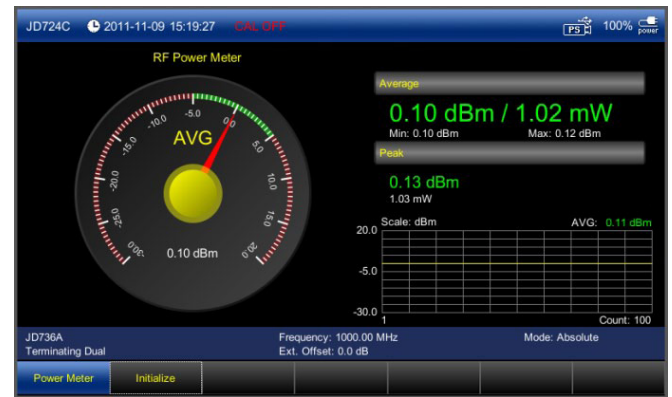 JD724C 2011-11-09 15:19:27 CAL OFF PS 100% power
RF Power Meter
Average
0.10 dBm / 1.02 mW
Min: 0.10 dBm Max: 0.12 dBm
Peak
0.13 dBm
1.03 mW
AVG
-30.0
-25.0
-20.0
-15.0
-10.0
-5.0
0.0
5.0
10.0
15.0
20.0
0.10 dBm
Scale: dBm AVG: 0.11 dBm
20.0
-5.0
-30.0
1 Count: 100
JD736A Frequency: 1000.00 MHz Mode: Absolute
Terminating Dual Ext. Offset: 0.0 dB
Power Meter Initialize